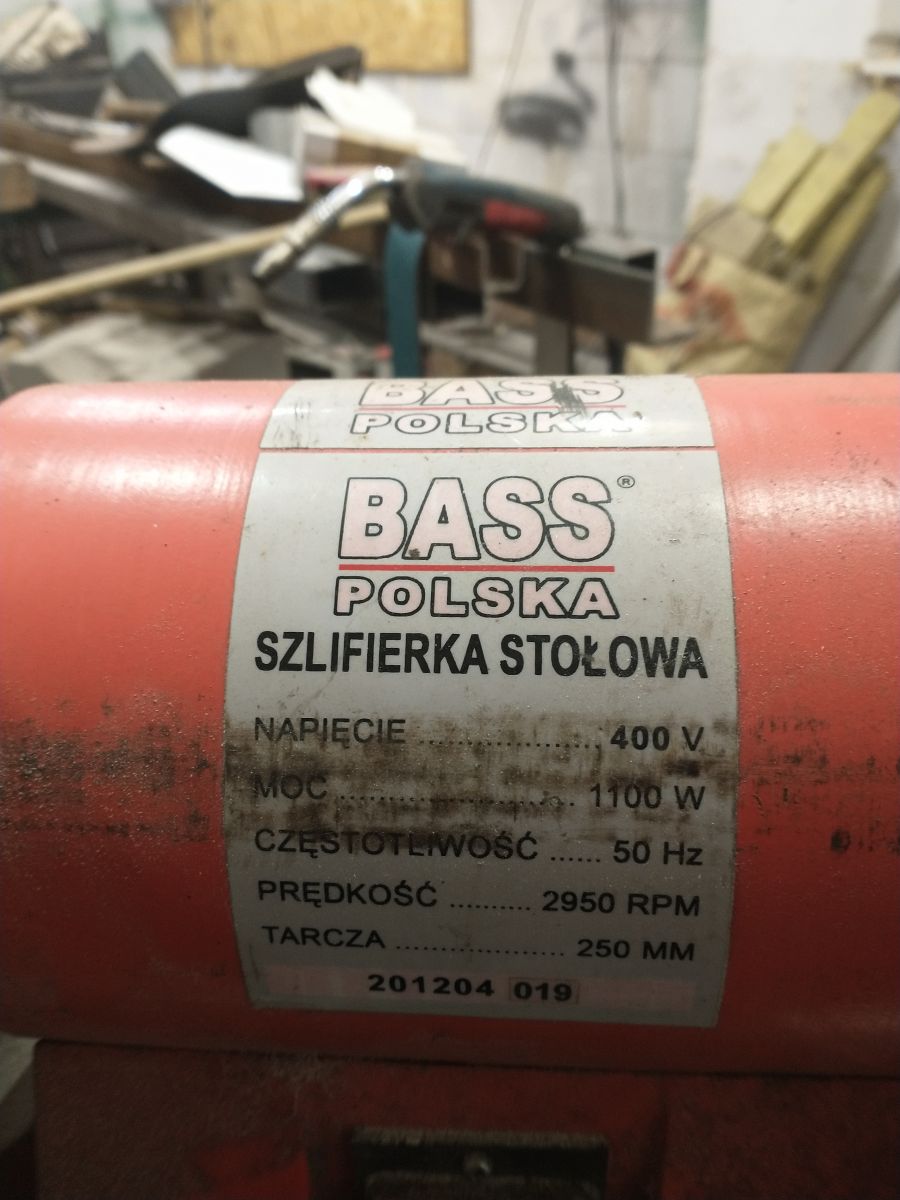 BASS
POLSKA
BASS®
POLSKA
SZLIFIERKA STOŁOWA
NAPIĘCIE .................... 400 V
MOC .......................... 1100 W
CZĘSTOTLIWOŚĆ ...... 50 Hz
PRĘDKOŚĆ .......... 2950 RPM
TARCZA .................... 250 MM
201204 019